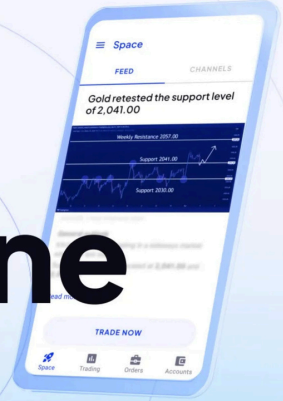 Space
FEED CHANNELS
Gold retested the support level
of 2,041.00
Weekly Resistance 2057.00
Support 2041.00
Support 2030.00
ne
TRADE NOW
Space Trading Orders Accounts